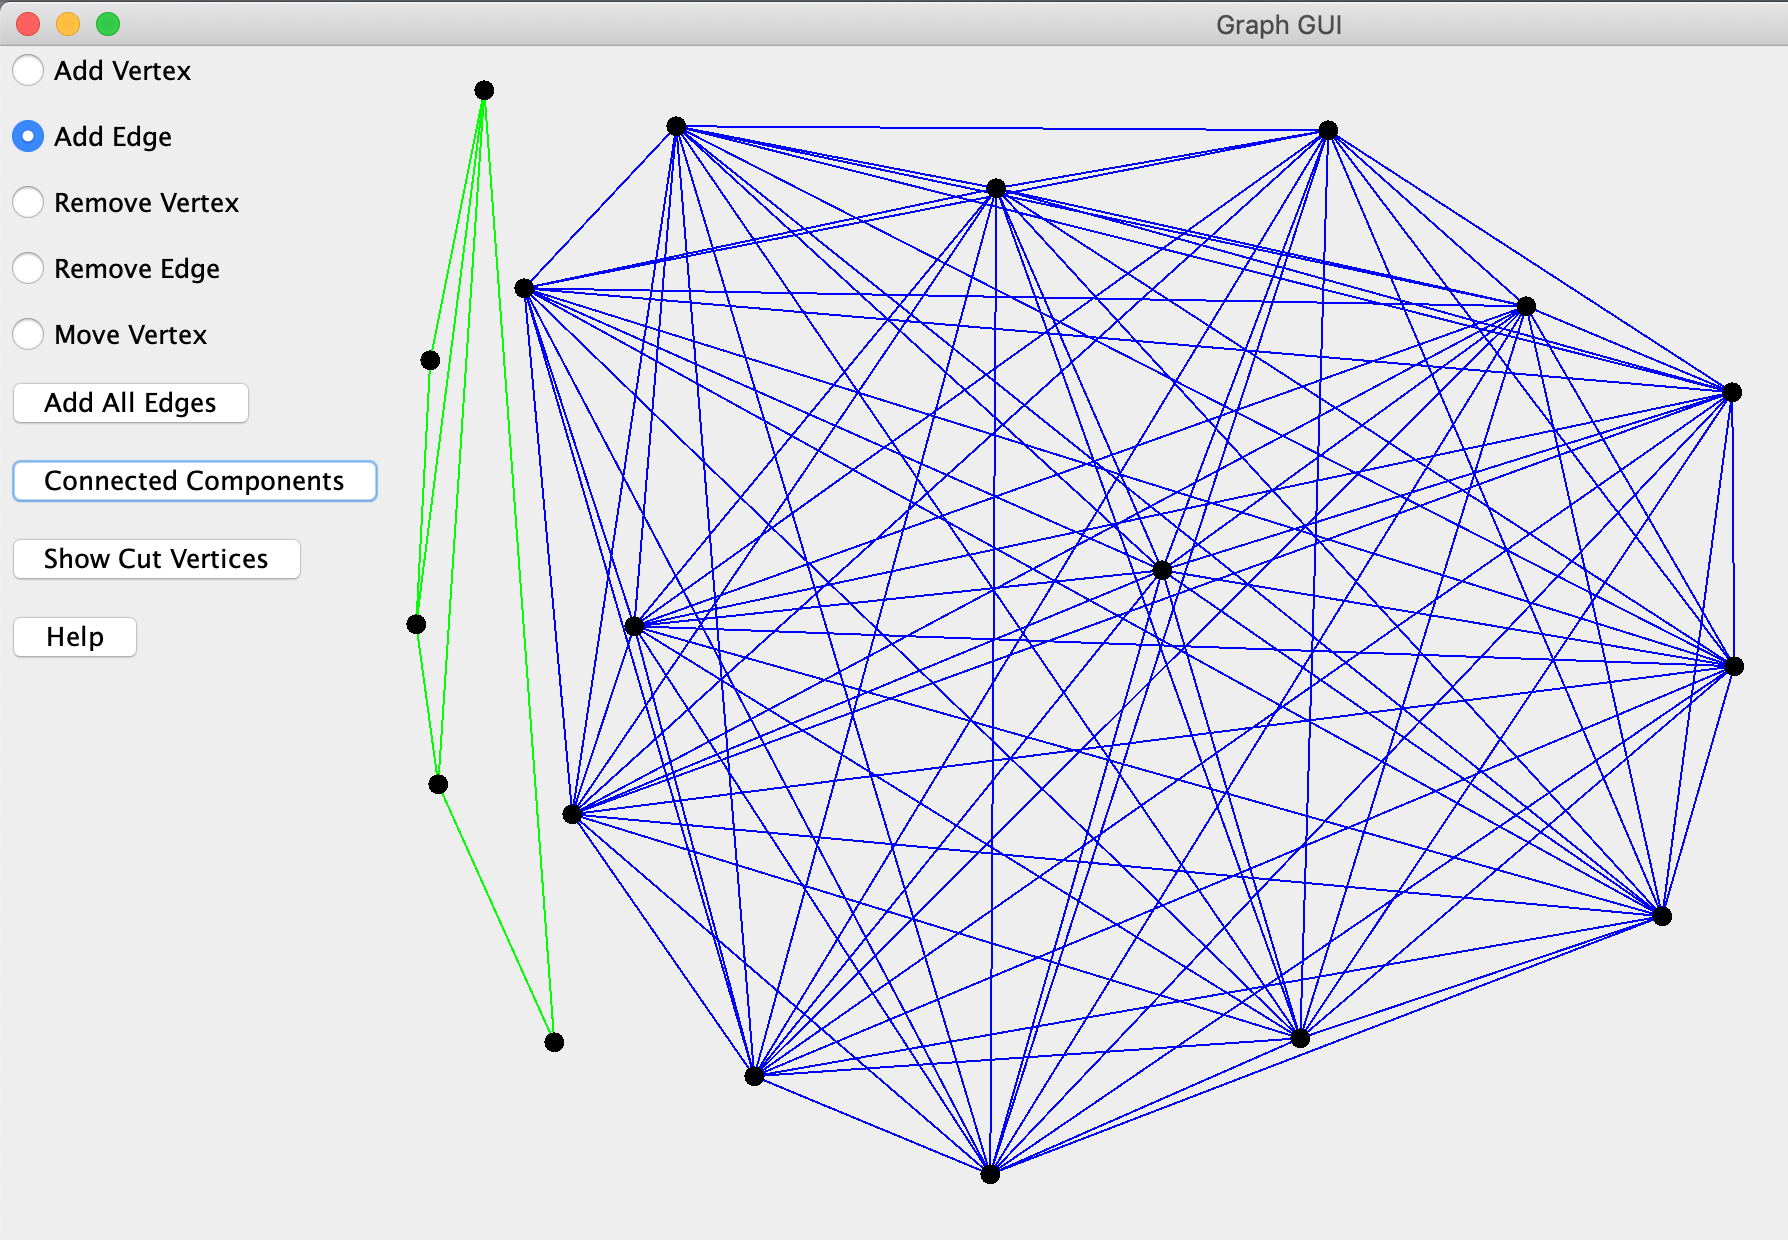 Graph GUI
Add Vertex
Add Edge
Remove Vertex
Remove Edge
Move Vertex
Add All Edges
Connected Components
Show Cut Vertices
Help